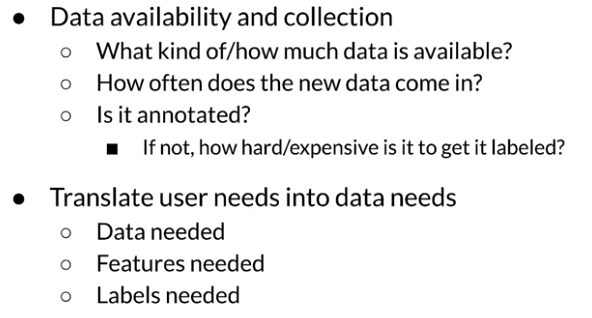 ● Data availability and collection
○ What kind of/how much data is available?
○ How often does the new data come in?
○ Is it annotated?
■ If not, how hard/expensive is it to get it labeled?
● Translate user needs into data needs
○ Data needed
○ Features needed
○ Labels needed